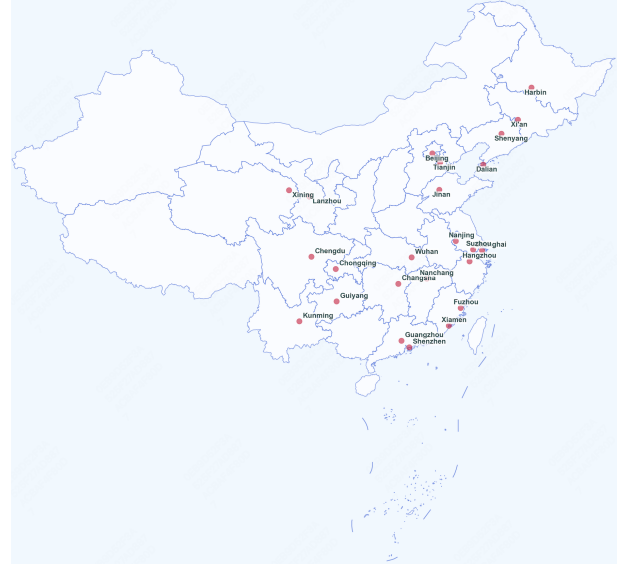 Harbin
Xi'an
Shenyang
Beijing
Tianjin
Dalian
Jinan
Xining
Lanzhou
Nanjing
Suzhou
ghai
Hangzhou
Wuhan
Chengdu
Chongqing
Nanchang
Changsha
Guiyang
Fuzhou
Kunming
Xiamen
Guangzhou
Shenzhen